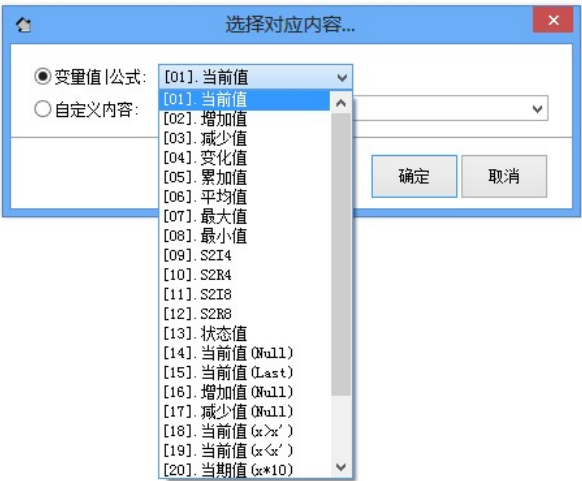 选择对应内容...
变量值|公式: [01].当前值
自定义内容:
[01].当前值
[02].增加值
[03].减少值
[04].变化值
[05].累加值
[06].平均值
[07].最大值
[08].最小值
[09].S2I4
[10].S2R4
[11].S2I8
[12].S2R8
[13].状态值
[14].当前值(Null)
[15].当前值(Last)
[16].增加值(Null)
[17].减少值(Null)
[18].当前值(x>x')
[19].当前值(x<x')
[20].当期值(x*10)
确定 取消